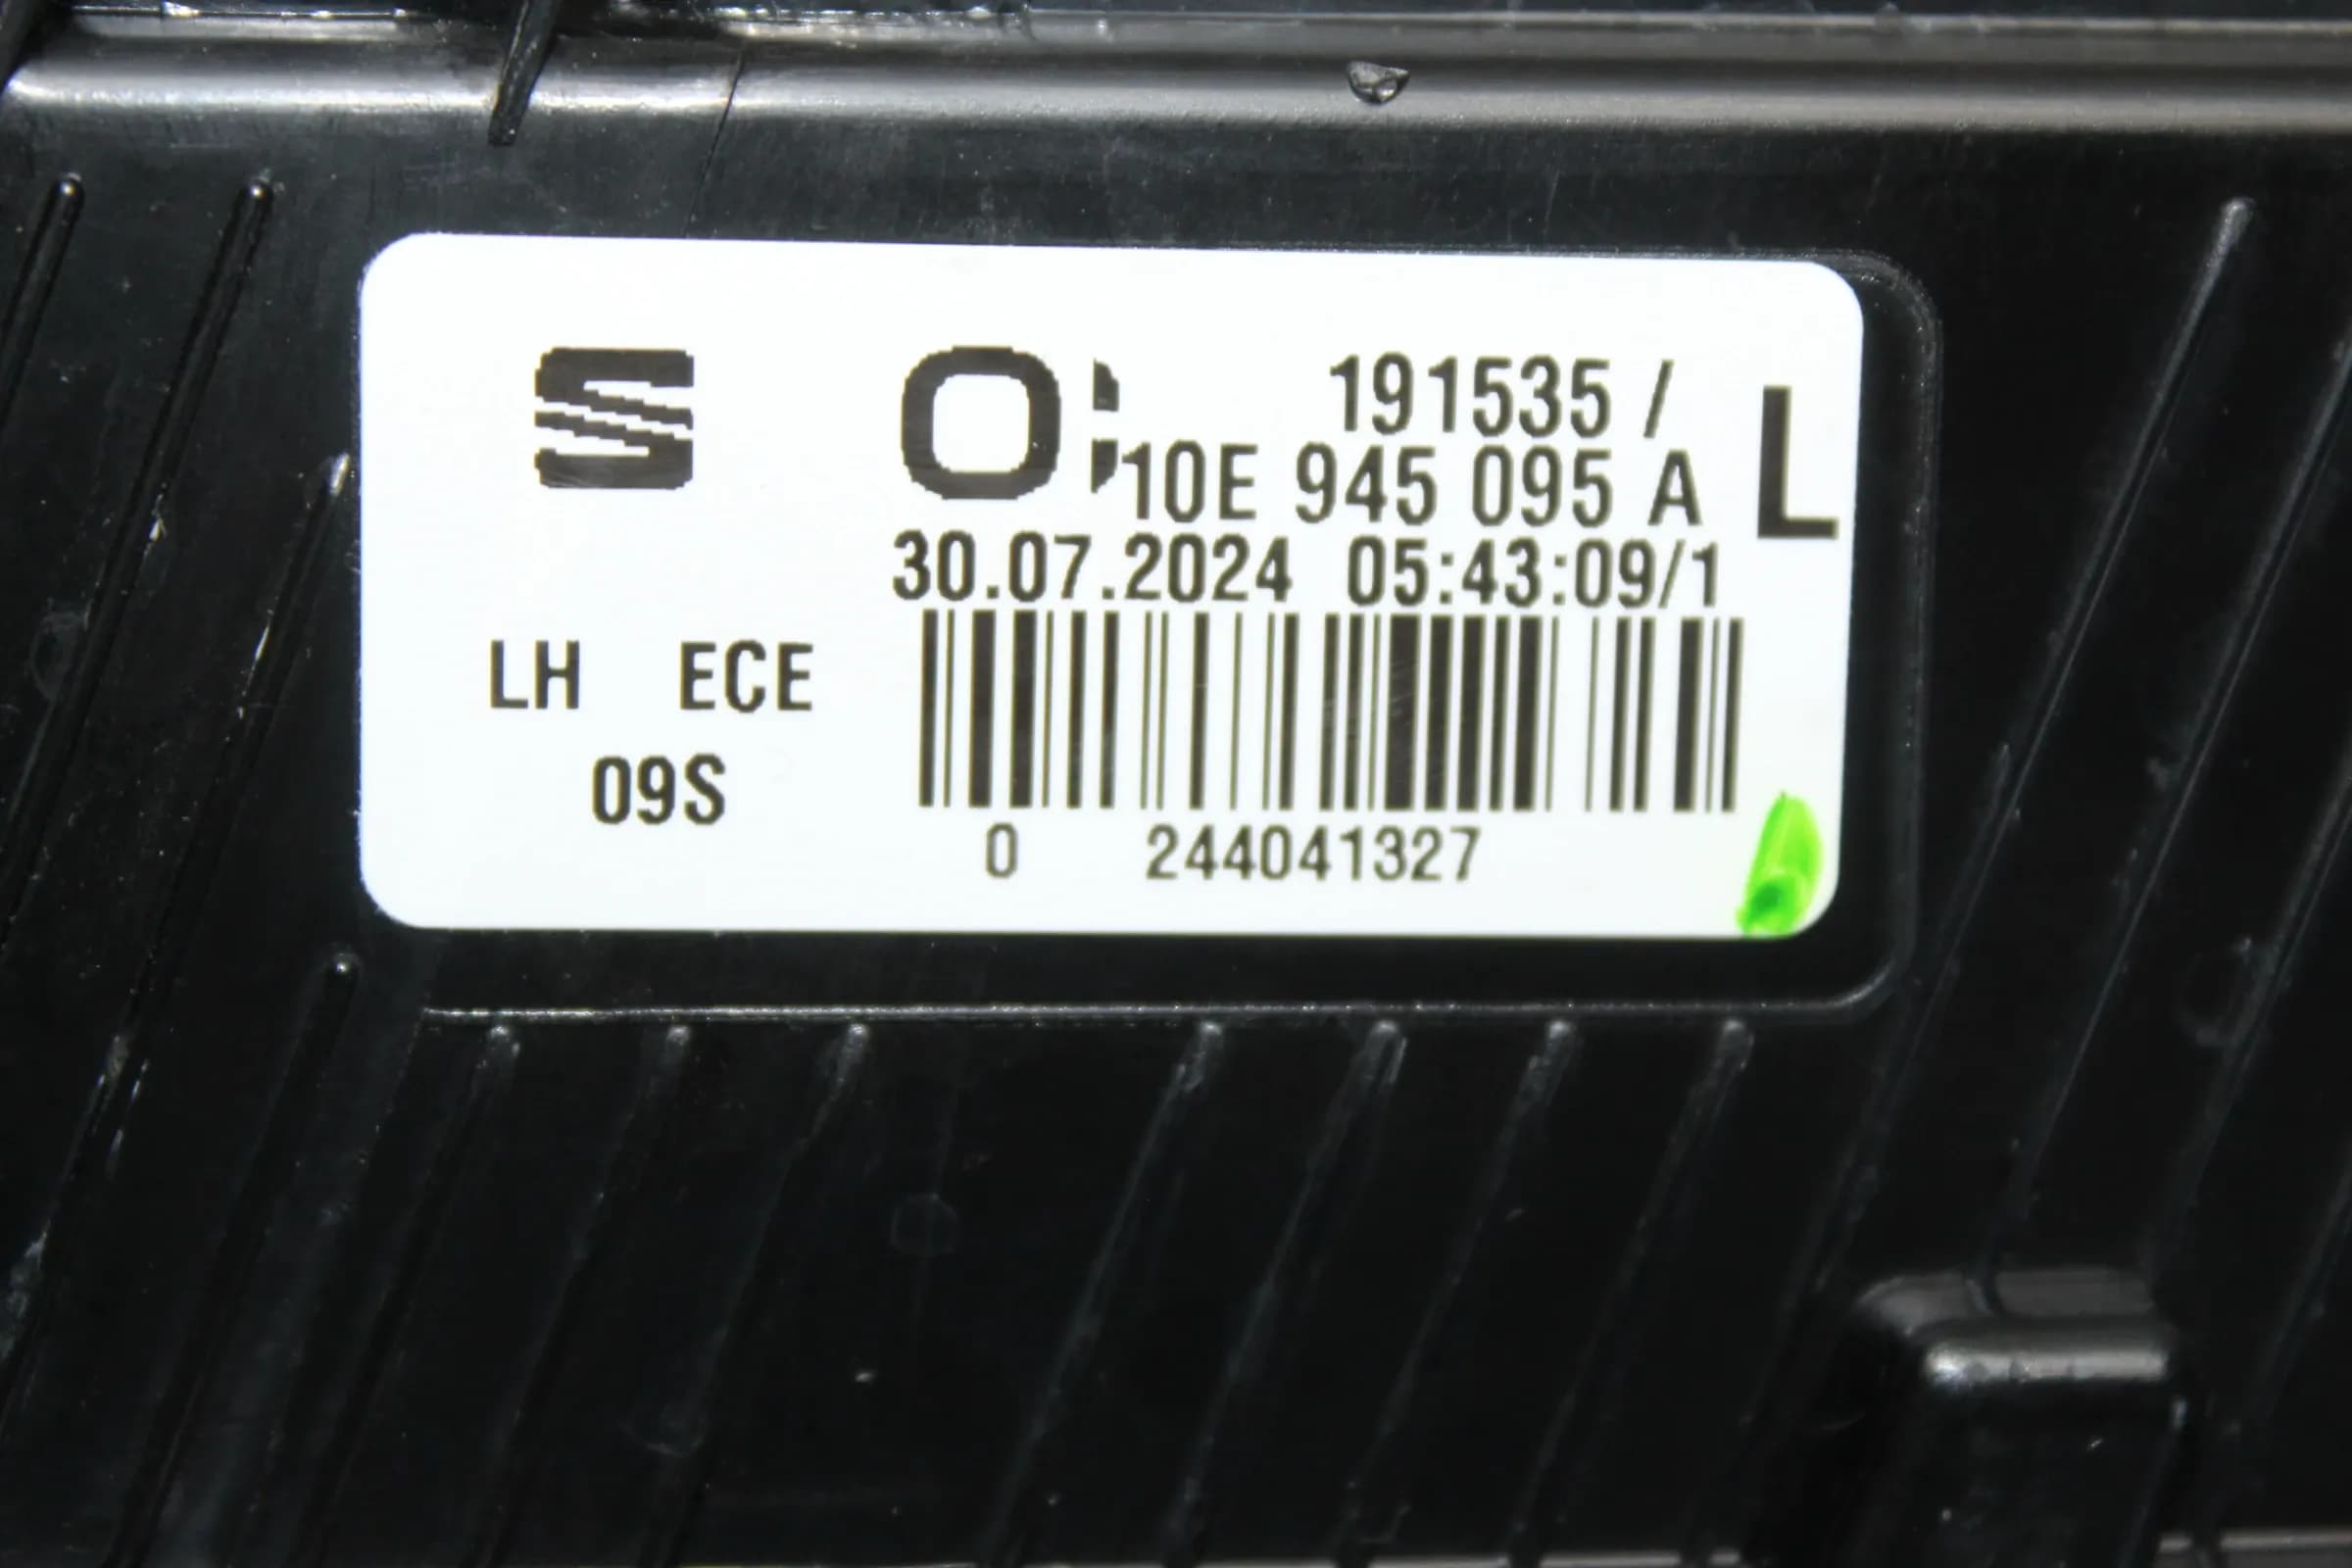 S O 191535 / L
10E 945 095 A
30.07.2024 05:43:09/1
LH ECE
09S
0 244041327